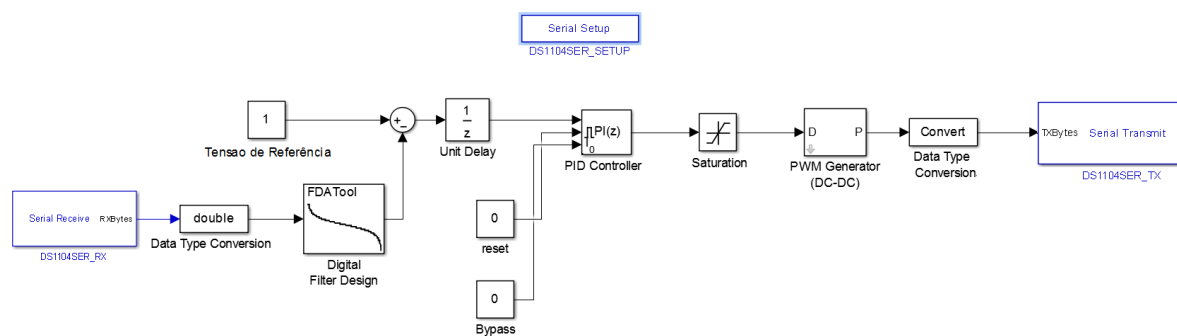 Serial Setup
DS1104SER_SETUP
1
Tensao de Referência
+
−
1
z
Unit Delay
PI(z)
0
PID Controller
Saturation
D
P
PWM Generator
(DC-DC)
Convert
Data Type
Conversion
TXBytes
Serial Transmit
DS1104SER_TX
Serial Receive
RXBytes
DS1104SER_RX
double
Data Type Conversion
FDATool
Digital
Filter Design
0
reset
0
Bypass